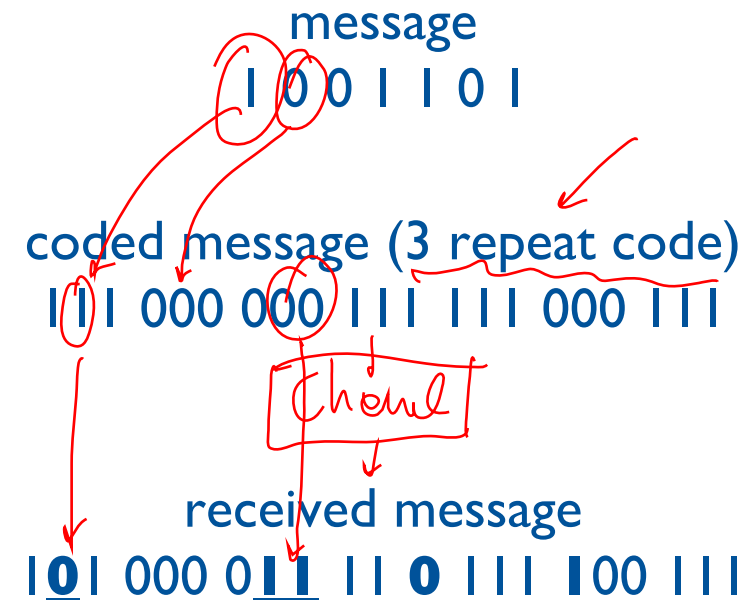 message
1 0 0 1 1 0 1
coded message (3 repeat code)
111 000 000 111 111 000 111
Channel
received message
101 000 011 110 111 100 111